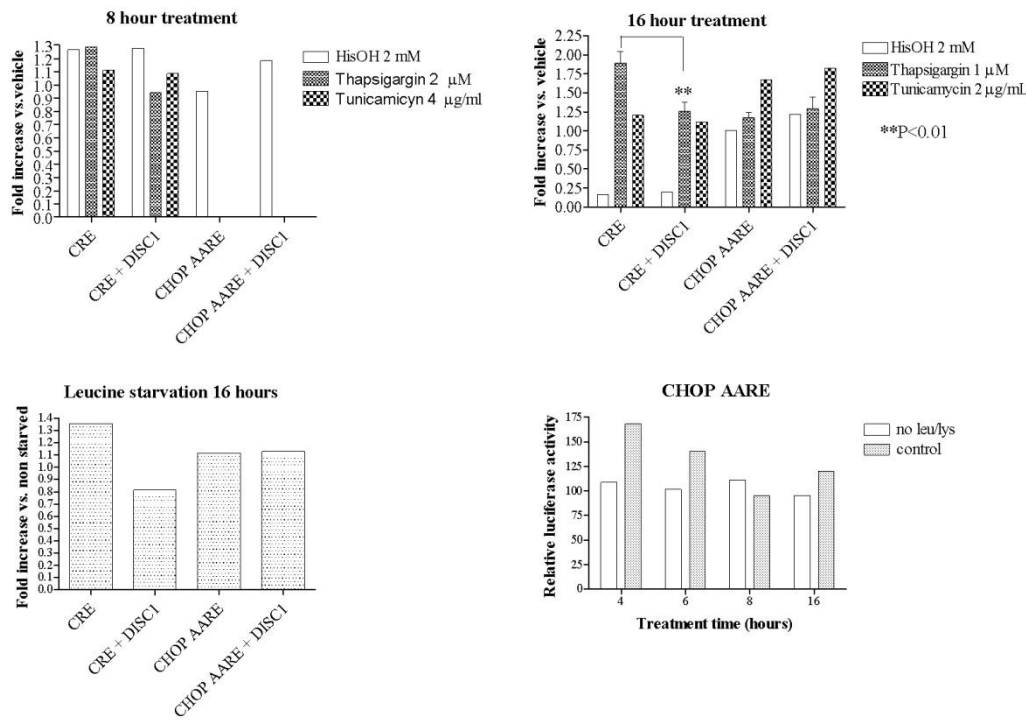 8 hour treatment
Fold increase vs.vehicle
1.3
1.2
1.1
1.0
0.9
0.8
0.7
0.6
0.5
0.4
0.3
0.2
0.1
0.0
CRE
CRE + DISC1
CHOP AARE
CHOP AARE + DISC1
HisOH 2 mM
Thapsigargin 2 µM
Tunicamicyn 4 µg/ml
16 hour treatment
Fold increase vs. vehicle
2.25
2.00
1.75
1.50
1.25
1.00
0.75
0.50
0.25
0.00
**
CRE
CRE + DISC1
CHOP AARE
CHOP AARE + DISC1
HisOH 2 mM
Thapsigargin 1 µM
Tunicamycin 2 µg/mL
**P<0.01
Leucine starvation 16 hours
Fold increase vs. non starved
1.4
1.3
1.2
1.1
1.0
0.9
0.8
0.7
0.6
0.5
0.4
0.3
0.2
0.1
0.0
CRE
CRE + DISC1
CHOP AARE
CHOP AARE + DISC1
CHOP AARE
Relative luciferase activity
175
150
125
100
75
50
25
0
4 6 8 16
Treatment time (hours)
no leu/lys
control